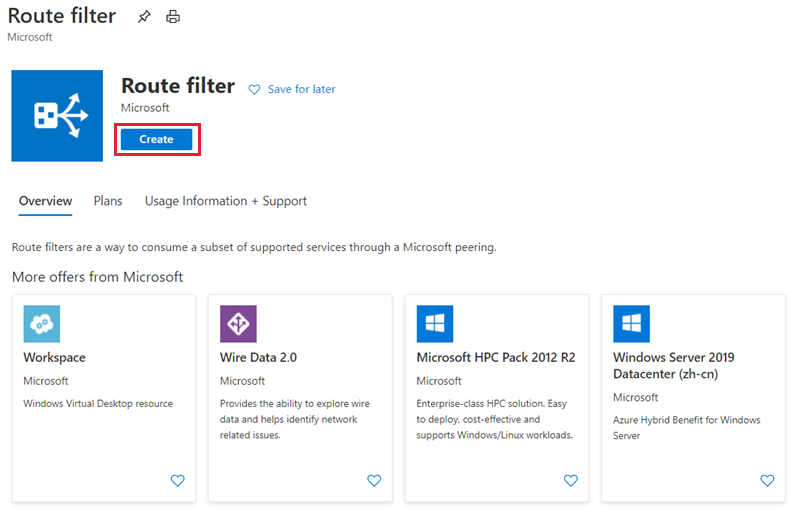 Route filter
Microsoft
Route filter
Save for later
Microsoft
Create
Overview
Plans
Usage Information + Support
Route filters are a way to consume a subset of supported services through a Microsoft peering.
More offers from Microsoft
Workspace
Microsoft
Windows Virtual Desktop resource
Wire Data 2.0
Microsoft
Provides the ability to explore wire
data and helps identify network
related issues.
Microsoft HPC Pack 2012 R2
Microsoft
Enterprise-class HPC solution. Easy
to deploy, cost-effective and
supports Windows/Linux workloads.
Windows Server 2019
Datacenter (zh-cn)
Microsoft
Azure Hybrid Benefit for Windows
Server